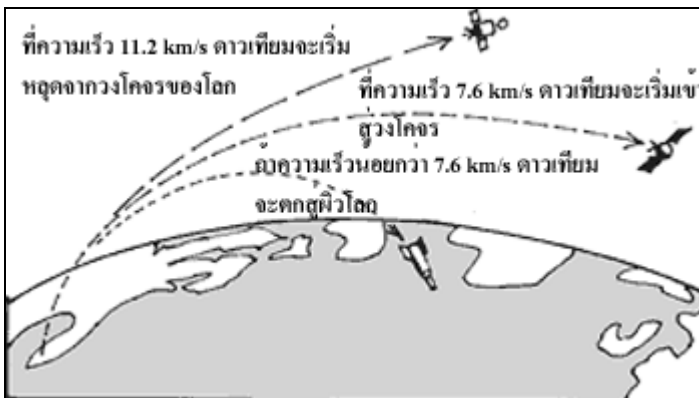 ที่ความเร็ว 11.2 km/s ดาวเทียมจะเริ่ม
หลุดจากวงโคจรของโลก
ที่ความเร็ว 7.6 km/s ดาวเทียมจะเริ่มเข้า
สู่วงโคจร
ถ้าความเร็วน้อยกว่า 7.6 km/s ดาวเทียม
จะตกสู่ผิวโลก